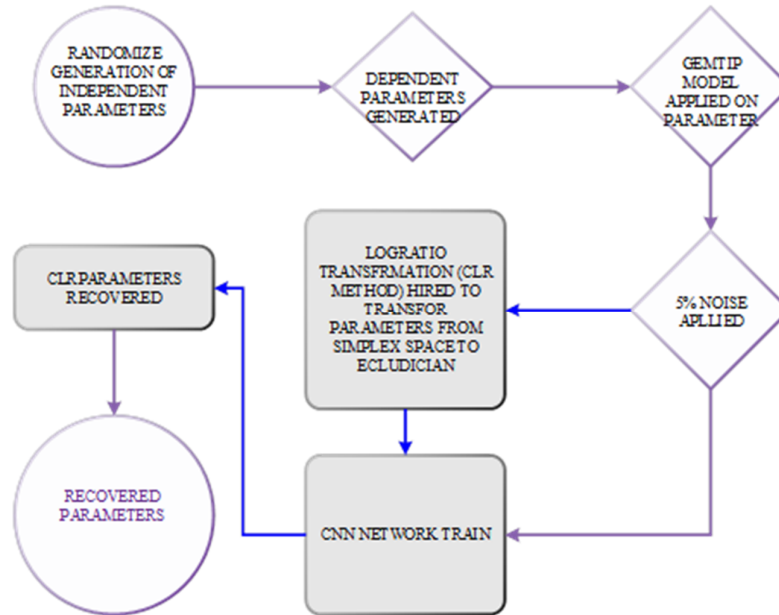 RANDOMIZE
GENERATION OF
INDEPENDENT
PARAMETERS
DEPENDENT
PARAMETERS
GENERATED
GEMTIP
MODEL
APPLIED ON
PARAMETER
5% NOISE
APLLIED
LOGRATIO
TRANSFRMATION (CLR
METHOD) HIRED TO
TRANSFOR
PARAMETERS FROM
SIMPLEX SPACE TO
ECLUDICIAN
CNN NETWORK TRAIN
CLR PARAMETERS
RECOVERED
RECOVERED
PARAMETERS